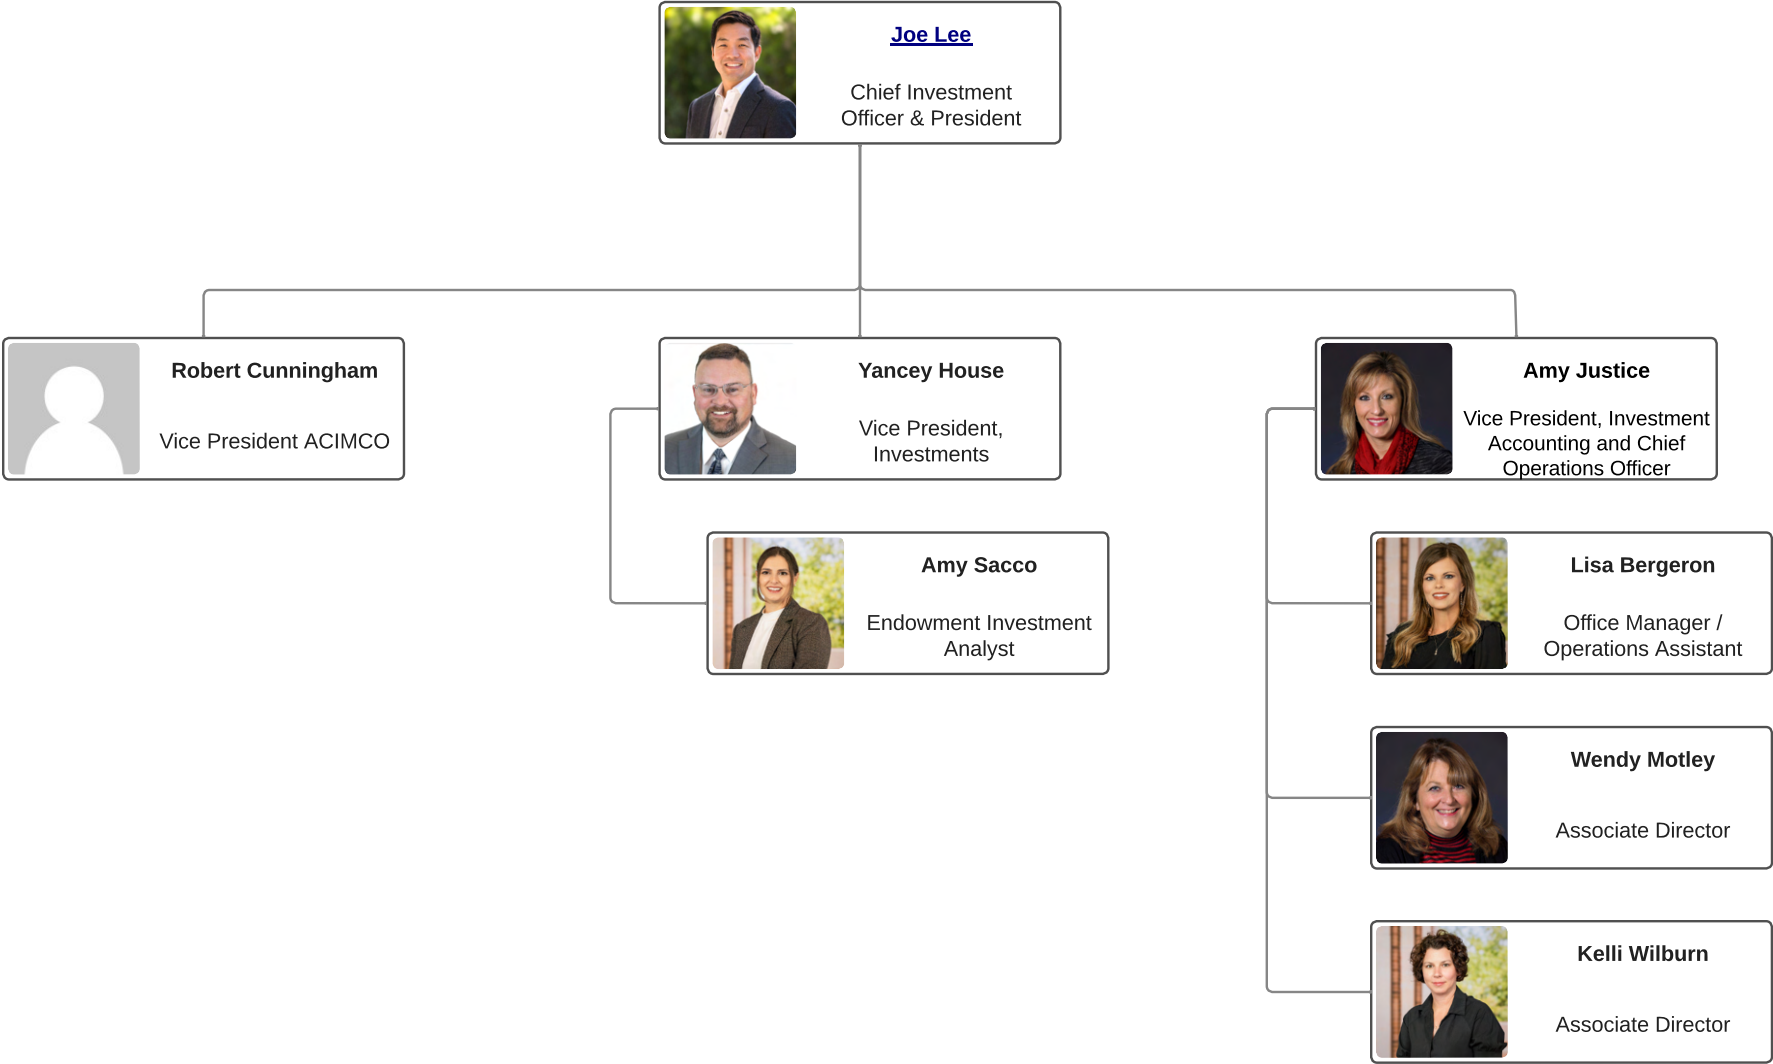 Joe Lee
Chief Investment
Officer & President
Robert Cunningham
Vice President ACIMCO
Yancey House
Vice President,
Investments
Amy Justice
Vice President, Investment
Accounting and Chief
Operations Officer
Amy Sacco
Endowment Investment
Analyst
Lisa Bergeron
Office Manager /
Operations Assistant
Wendy Motley
Associate Director
Kelli Wilburn
Associate Director